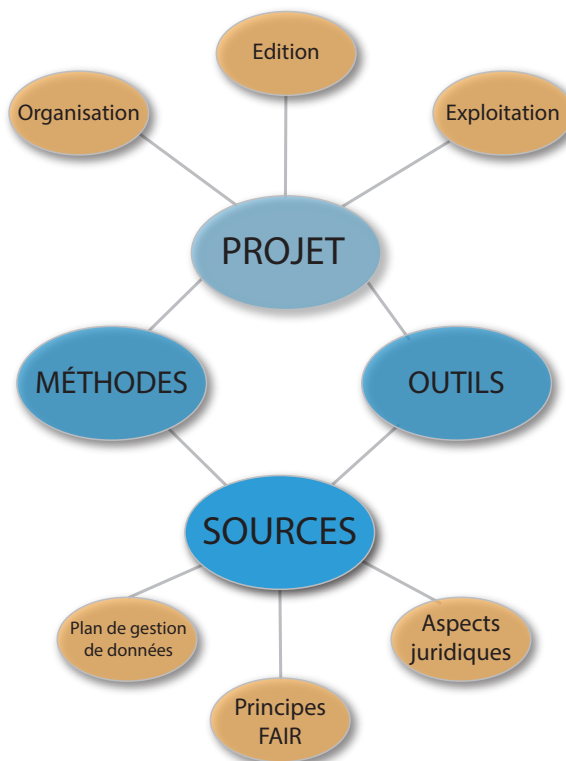 Edition
Organisation
Exploitation
PROJET
MÉTHODES
OUTILS
SOURCES
Plan de gestion
de données
Aspects
juridiques
Principes
FAIR